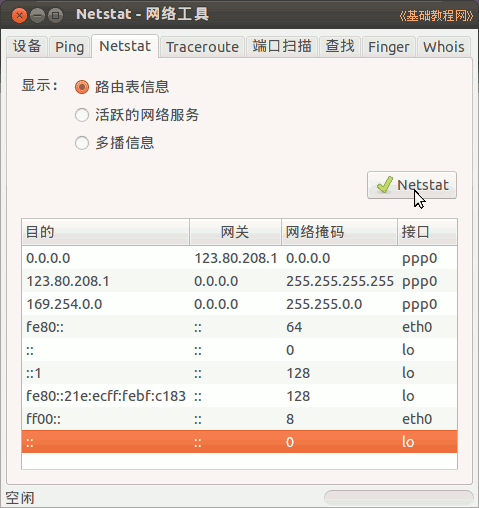 Netstat - 网络工具
《基础教程网》
设备 Ping Netstat Traceroute 端口扫描 查找 Finger Whois
显示： 路由表信息
活跃的网络服务
多播信息
Netstat
目的 网关 网络掩码 接口
0.0.0.0 123.80.208.1 0.0.0.0 ppp0
123.80.208.1 0.0.0.0 255.255.255.255 ppp0
169.254.0.0 0.0.0.0 255.255.0.0 ppp0
fe80:: :: 64 eth0
:: :: 0 lo
::1 :: 128 lo
fe80::21e:ecff:febf:c183 :: 128 lo
ff00:: :: 8 eth0
:: :: 0 lo
空闲